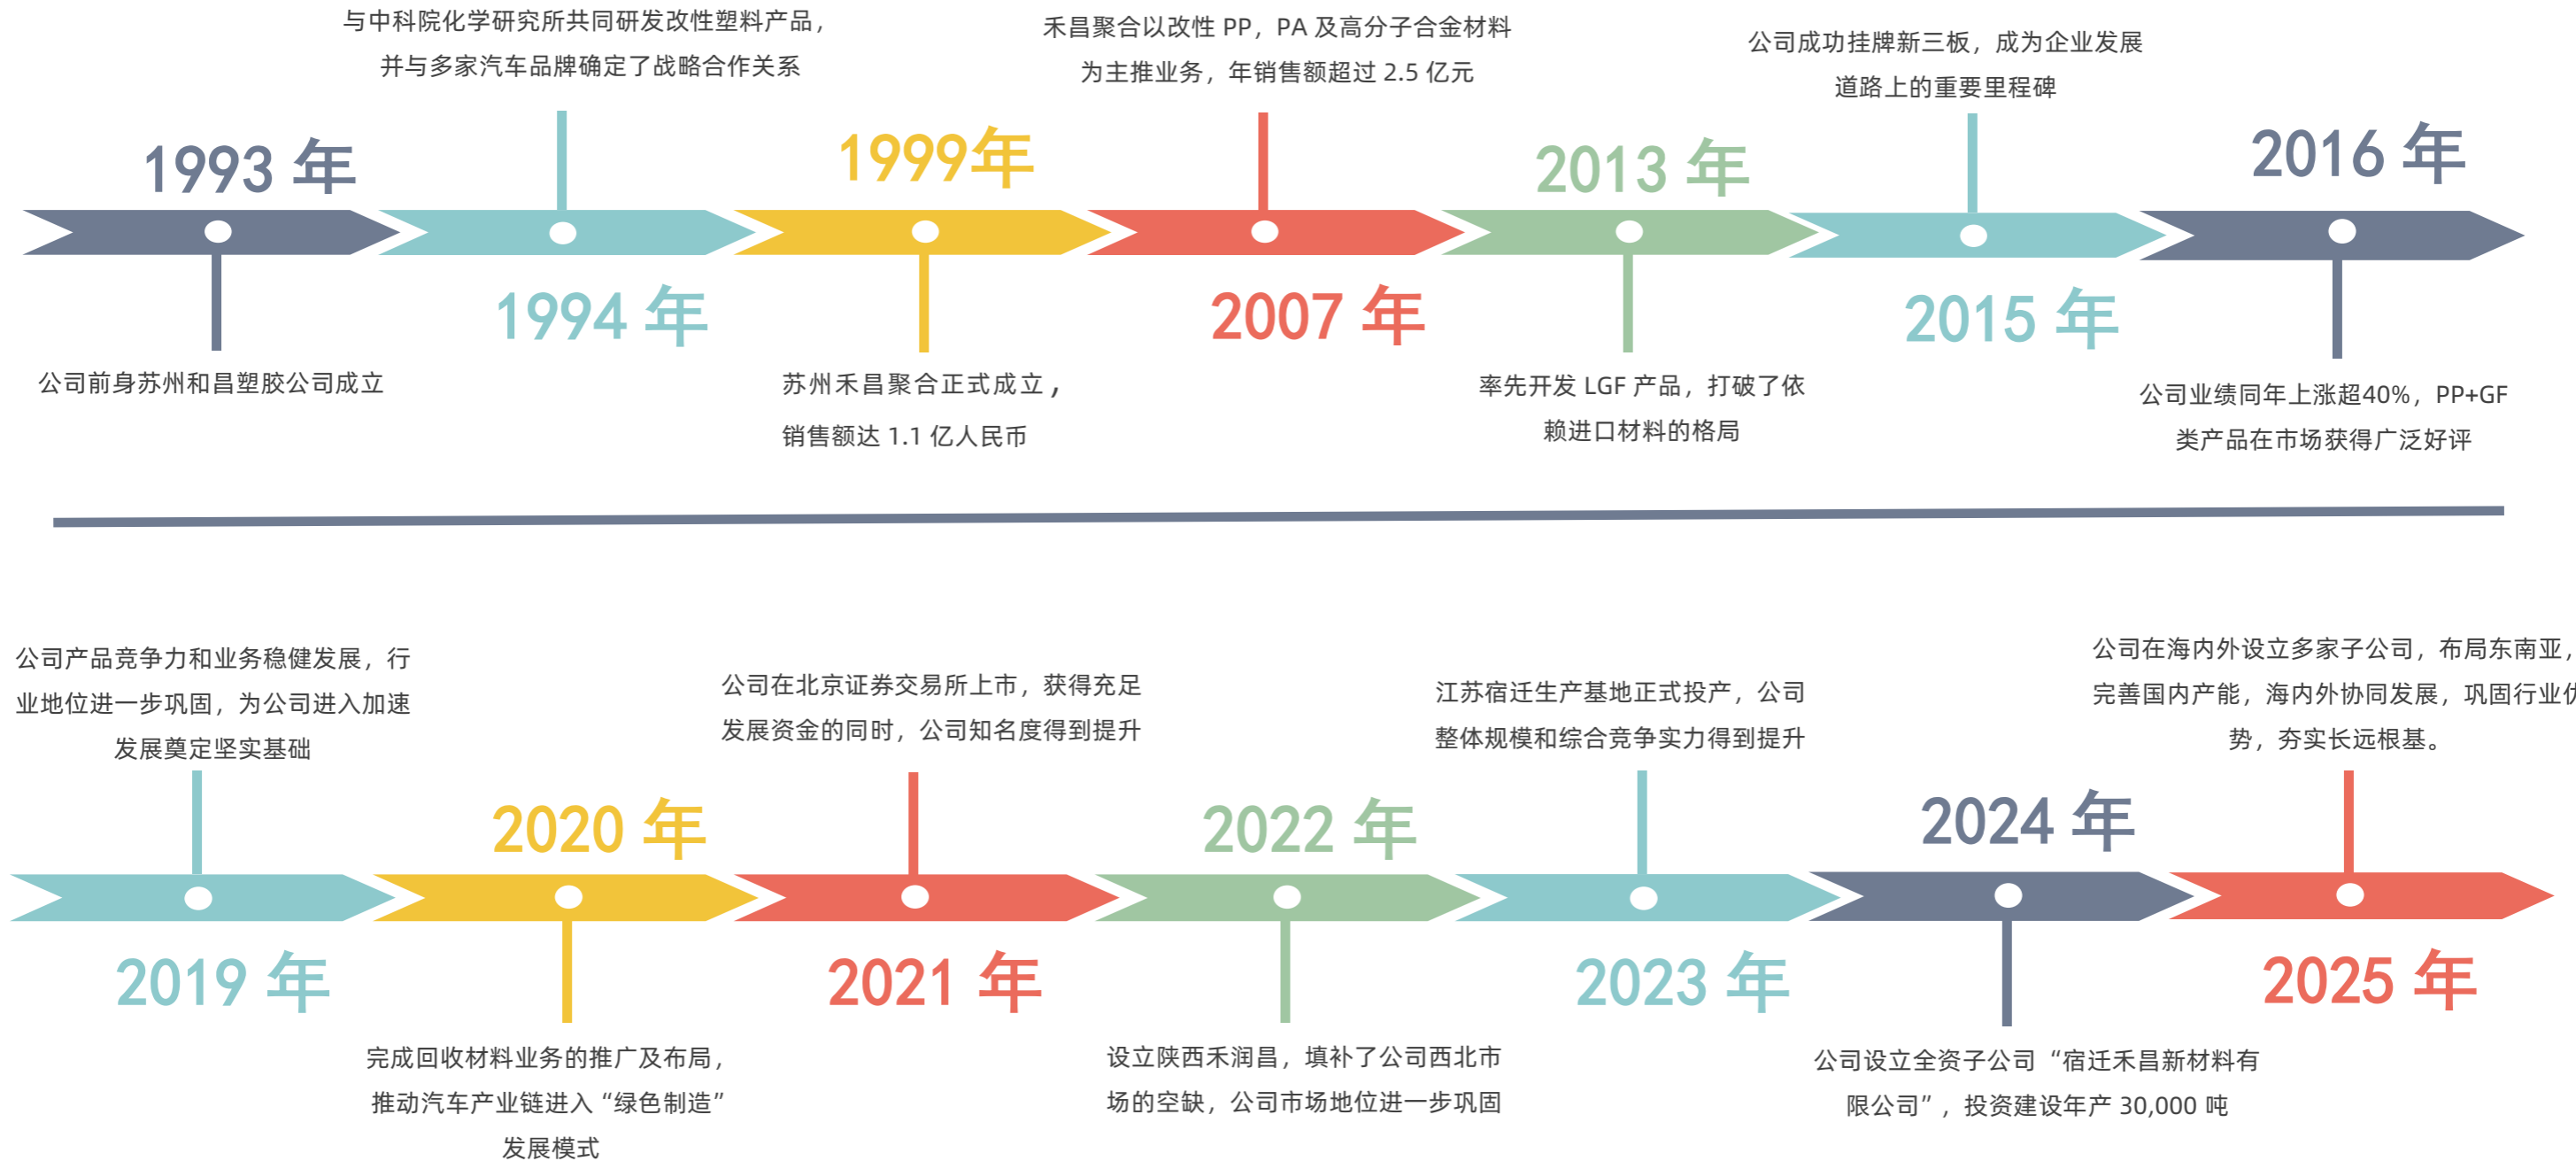 1993 年
公司前身苏州和昌塑胶公司成立
与中科院化学研究所共同研发改性塑料产品，
并与多家汽车品牌确定了战略合作关系
1994 年
1999年
苏州禾昌聚合正式成立，
销售额达 1.1 亿人民币
禾昌聚合以改性 PP，PA 及高分子合金材料
为主推业务，年销售额超过 2.5 亿元
2007 年
2013 年
率先开发 LGF 产品，打破了依
赖进口材料的格局
公司成功挂牌新三板，成为企业发展
道路上的重要里程碑
2015 年
2016 年
公司业绩同年上涨超40%，PP+GF
类产品在市场获得广泛好评
公司产品竞争力和业务稳健发展，行
业地位进一步巩固，为公司进入加速
发展奠定坚实基础
2019 年
2020 年
完成回收材料业务的推广及布局，
推动汽车产业链进入“绿色制造”
发展模式
公司在北京证券交易所上市，获得充足
发展资金的同时，公司知名度得到提升
2021 年
2022 年
设立陕西禾润昌，填补了公司西北市
场的空缺，公司市场地位进一步巩固
江苏宿迁生产基地正式投产，公司
整体规模和综合竞争实力得到提升
2023 年
2024 年
公司设立全资子公司“宿迁禾昌新材料有
限公司”，投资建设年产 30,000 吨
公司在海内外设立多家子公司，布局东南亚，
完善国内产能，海内外协同发展，巩固行业优
势，夯实长远根基。
2025 年